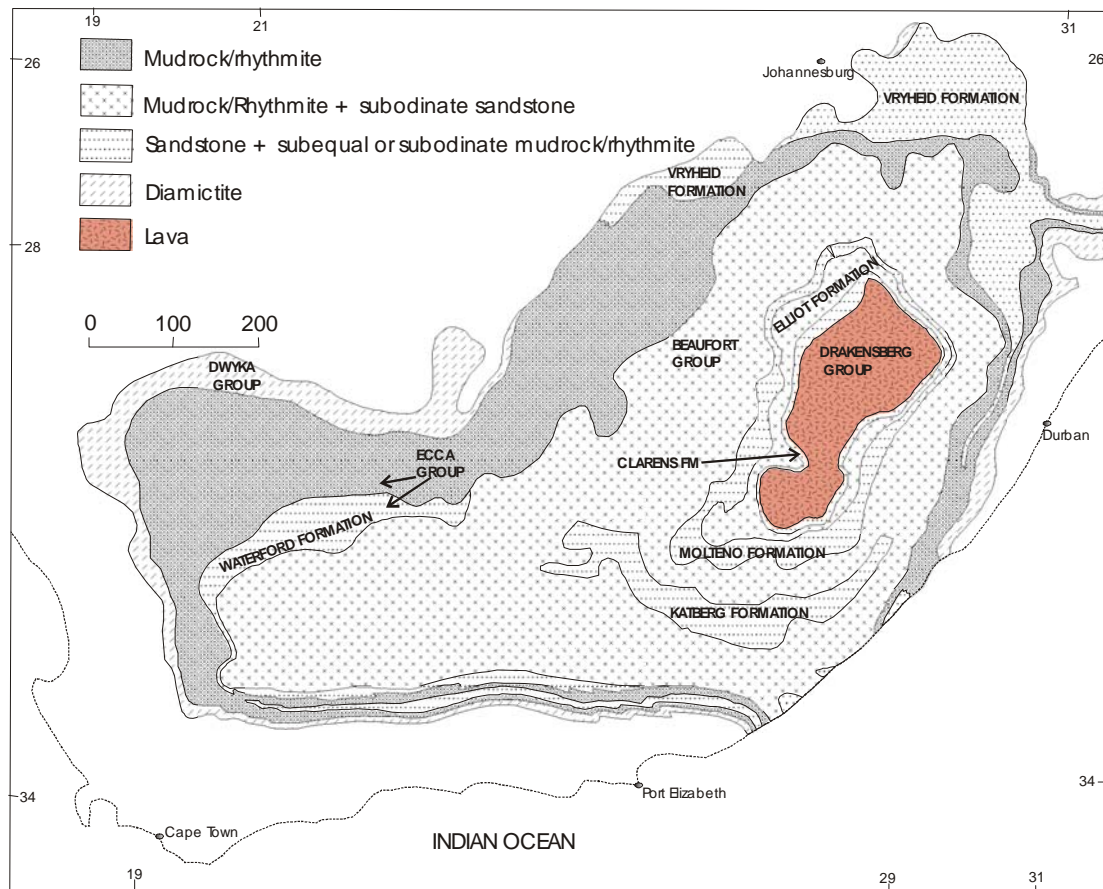 19
21
31
26
26
Mudrock/rhythmite
Johannesburg
Mudrock/Rhythmite + subodinate sandstone
VRYHEID FORMATION
Sandstone + subequal or subodinate mudrock/rhythmite
VRYHEID
FORMATION
Diamictite
Lava
28
ELLIOT FORMATION
0 100 200
BEAUFORT
GROUP
DRAKENSBERG
GROUP
DWYKA
GROUP
Durban
ECCA
GROUP
CLARENS FM
WATERFORD FORMATION
MOLTENO FORMATION
KATBERG FORMATION
34
34
Port Elizabeth
Cape Town
INDIAN OCEAN
19
29
31